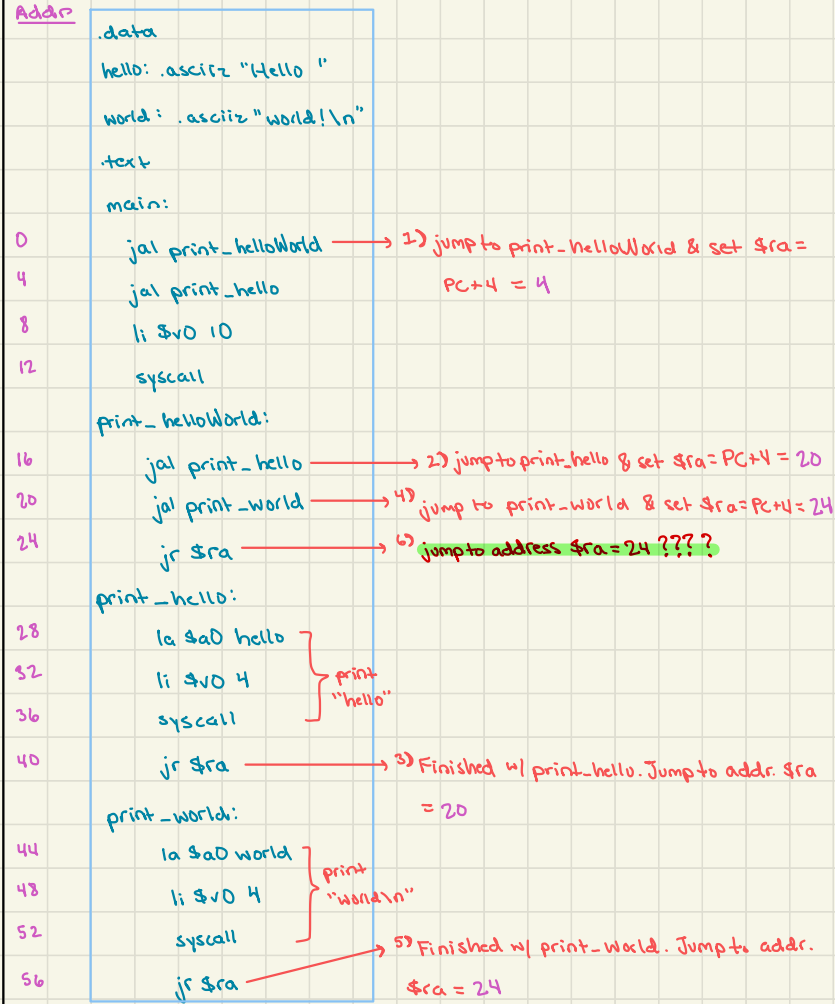 Addr
.data
hello: .asciiz "Hello "
world: .asciiz "world!\n"
.text
main:
0 jal print_helloWorld 1) jump to print_helloWorld & set $ra =
PC+4 = 4
4 jal print_hello
8 li $v0 10
12 syscall
print_helloWorld:
16 jal print_hello 2) jump to print_hello & set $ra = PC+4 = 20
20 jal print_world 4) jump to print_world & set $ra = PC+4 = 24
24 jr $ra 6) jump to address $ra = 24 ????
print_hello:
28 la $a0 hello
32 li $v0 4 print
"hello"
36 syscall
40 jr $ra 3) Finished w/ print_hello. Jump to addr. $ra
= 20
print_world:
44 la $a0 world
print
48 li $v0 4 "world\n"
52 syscall
5) Finished w/ print_world. Jump to addr.
56 jr $ra $ra = 24